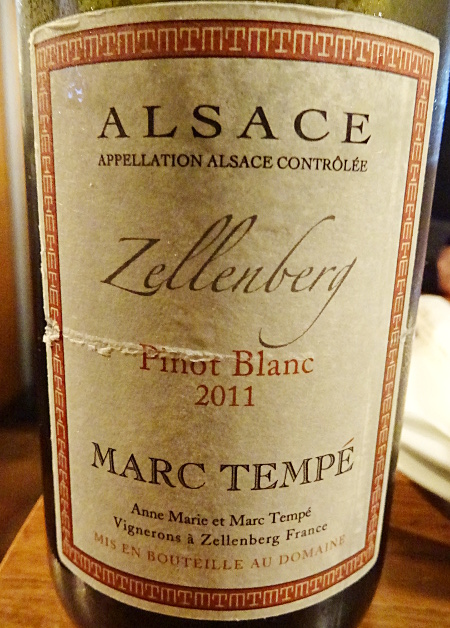 ALSACE
APPELLATION ALSACE CONTRÔLÉE
Zellenberg
Pinot Blanc
2011
MARC TEMPÉ
Anne Marie et Marc Tempé
Vignerons à Zellenberg France
MIS EN BOUTEILLE AU DOMAINE